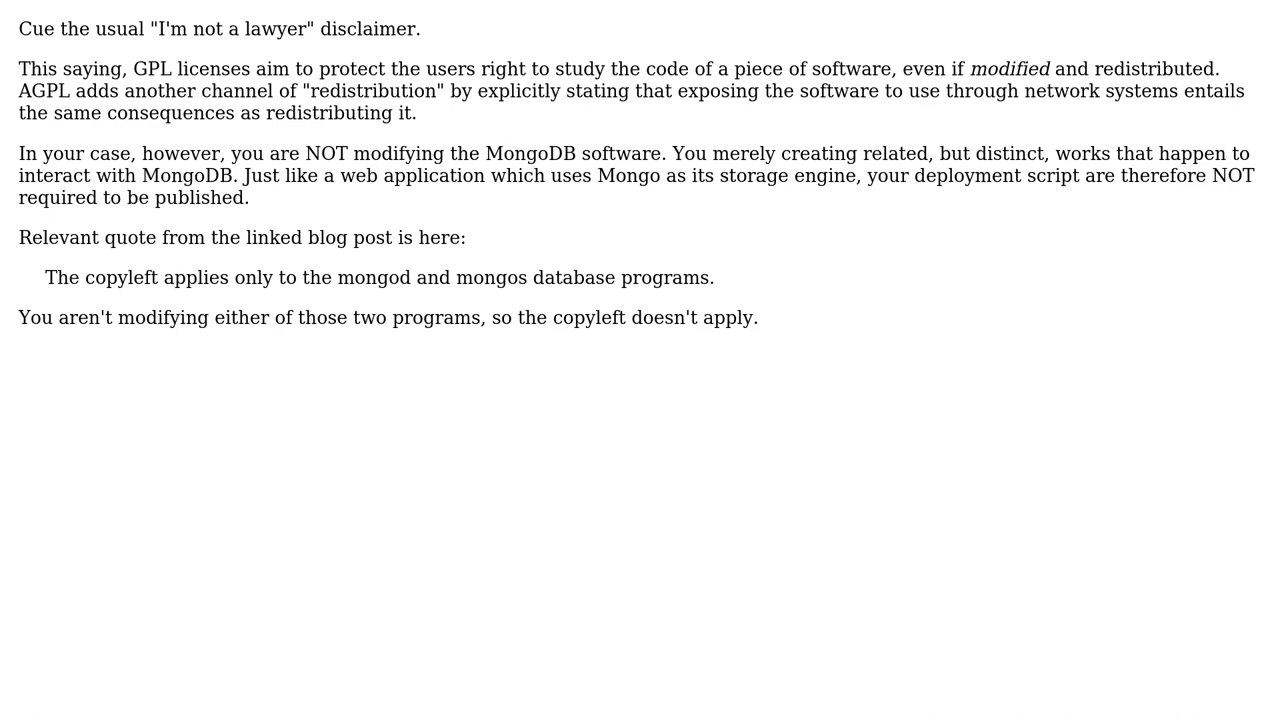 Cue the usual "I'm not a lawyer" disclaimer.
This saying, GPL licenses aim to protect the users right to study the code of a piece of software, even if modified and redistributed.
AGPL adds another channel of "redistribution" by explicitly stating that exposing the software to use through network systems entails
the same consequences as redistributing it.
In your case, however, you are NOT modifying the MongoDB software. You merely creating related, but distinct, works that happen to
interact with MongoDB. Just like a web application which uses Mongo as its storage engine, your deployment script are therefore NOT
required to be published.
Relevant quote from the linked blog post is here:
The copyleft applies only to the mongod and mongos database programs.
You aren't modifying either of those two programs, so the copyleft doesn't apply.